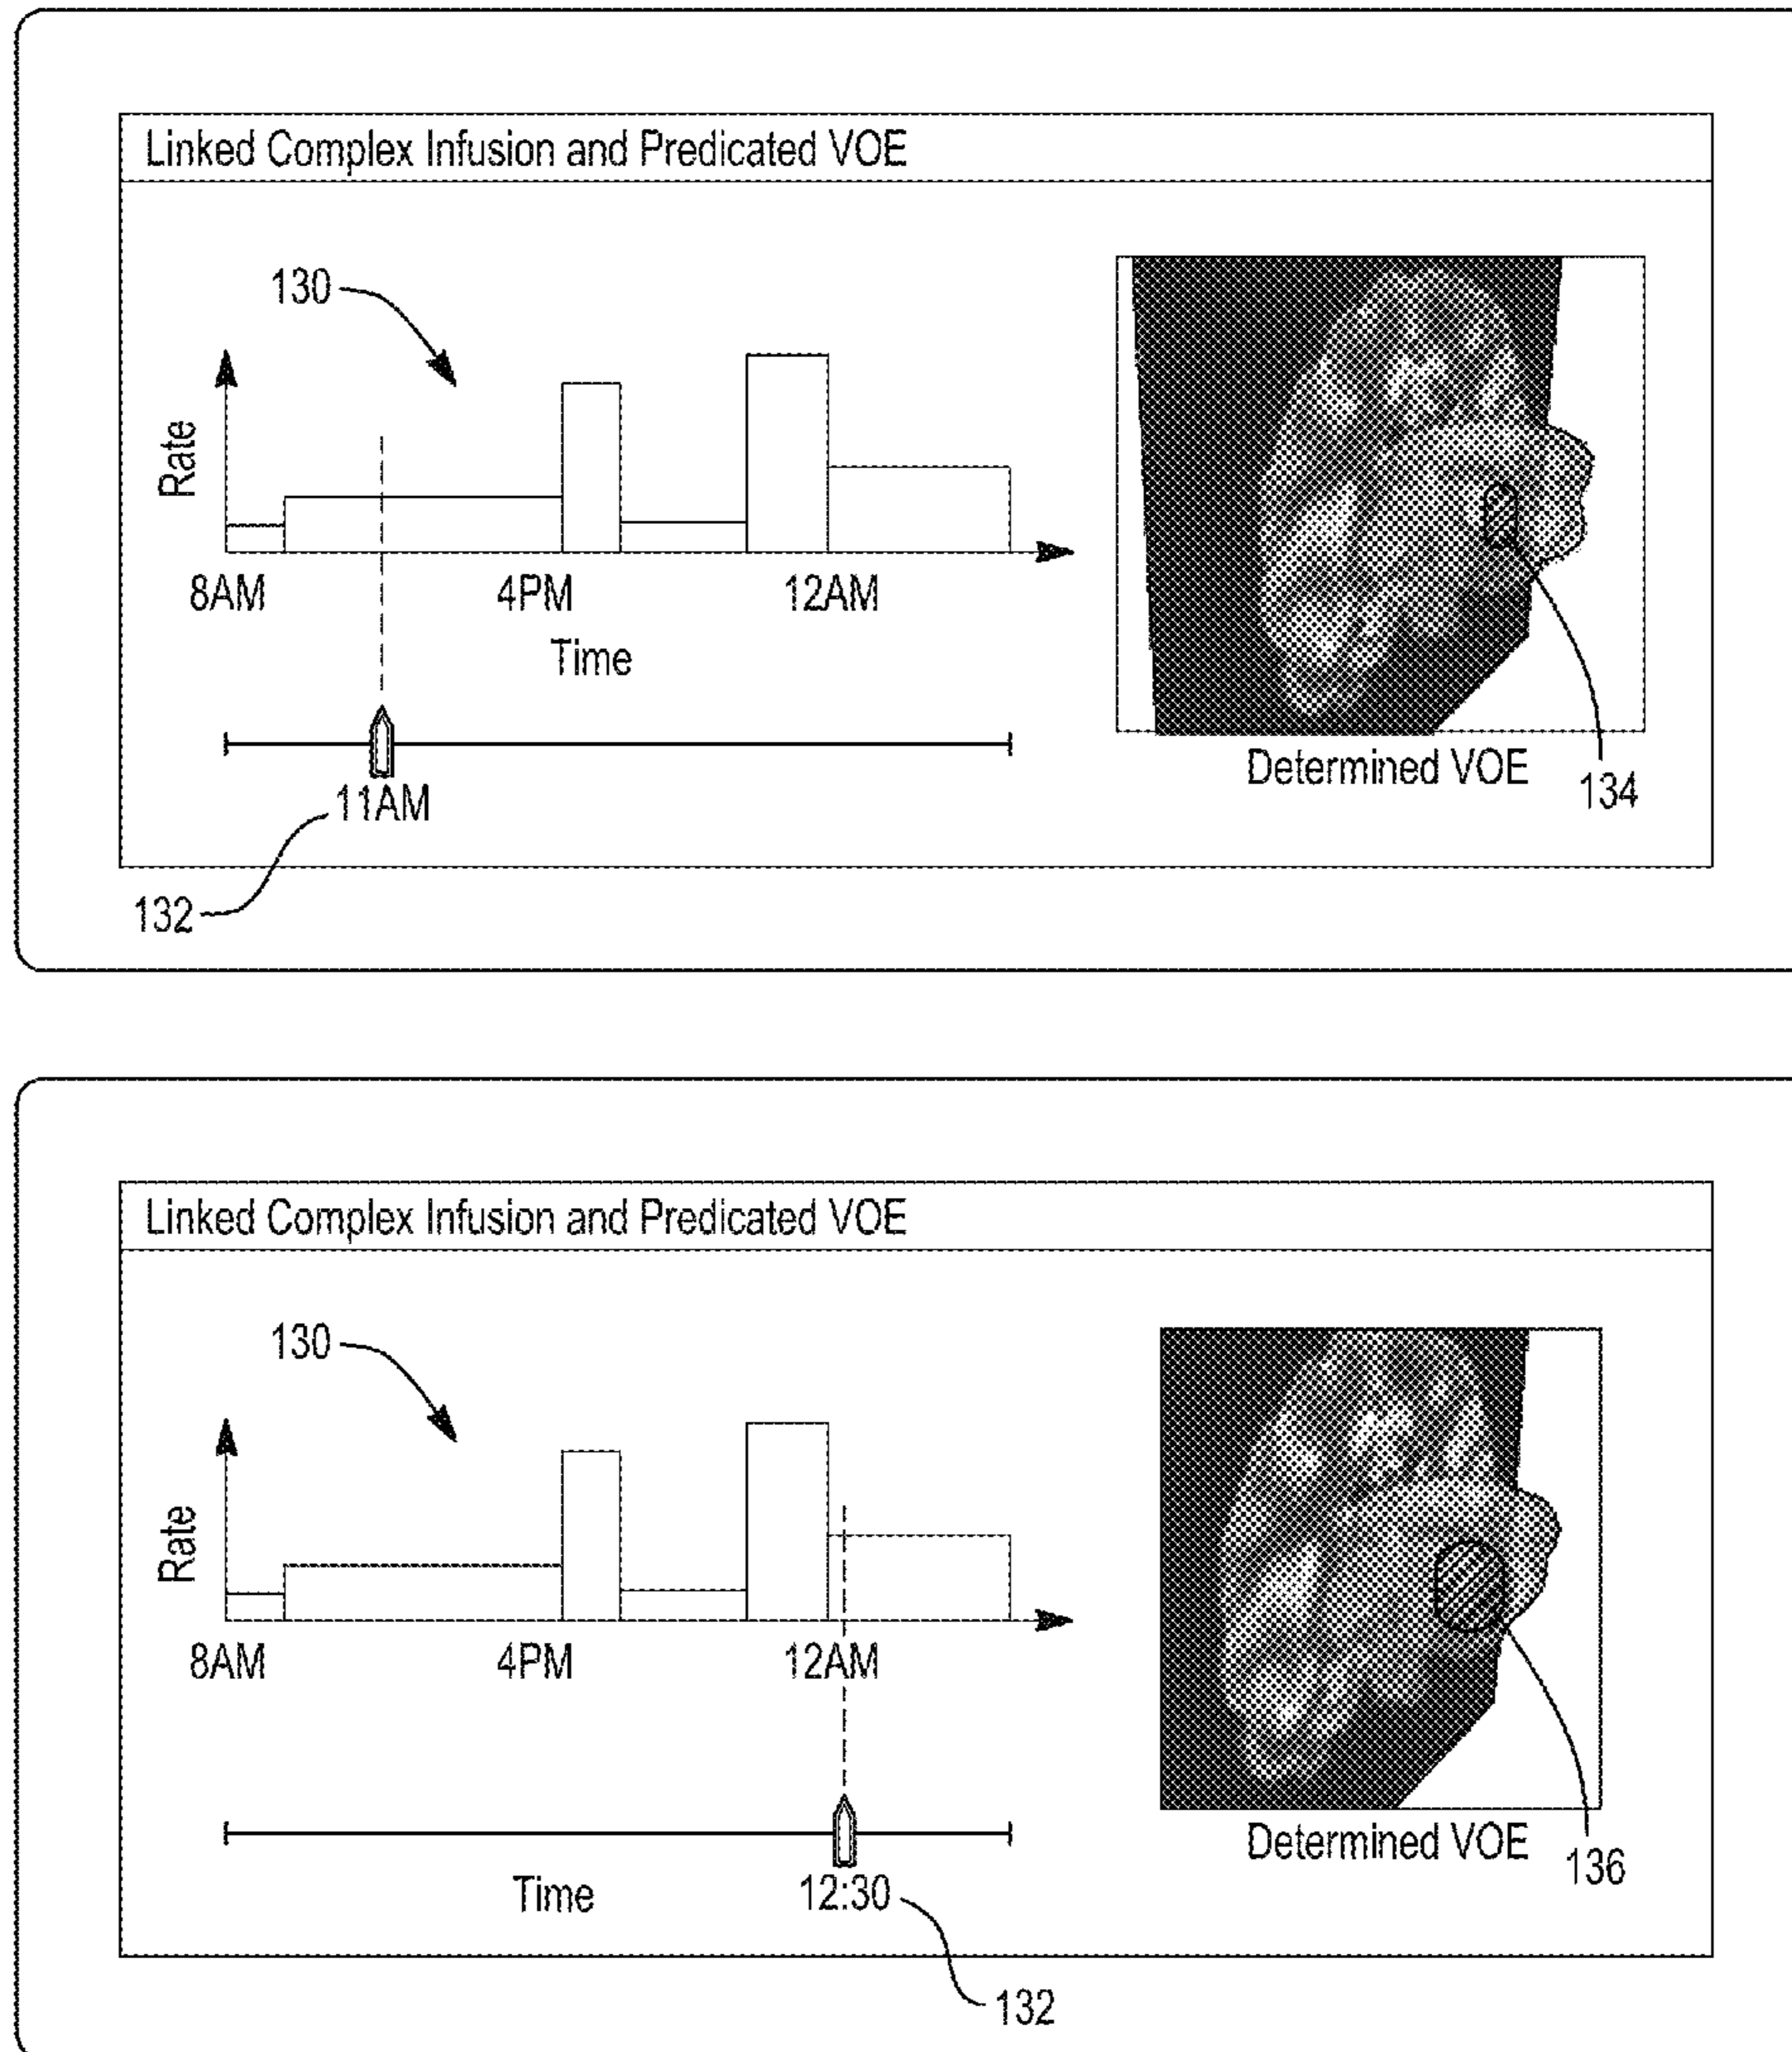 Linked Complex Infusion and Predicated VOE
130
Rate
8AM 4PM 12AM
Time
11AM
132
Determined VOE
134
Linked Complex Infusion and Predicated VOE
130
Rate
8AM 4PM 12AM
Time
12:30
132
Determined VOE
136